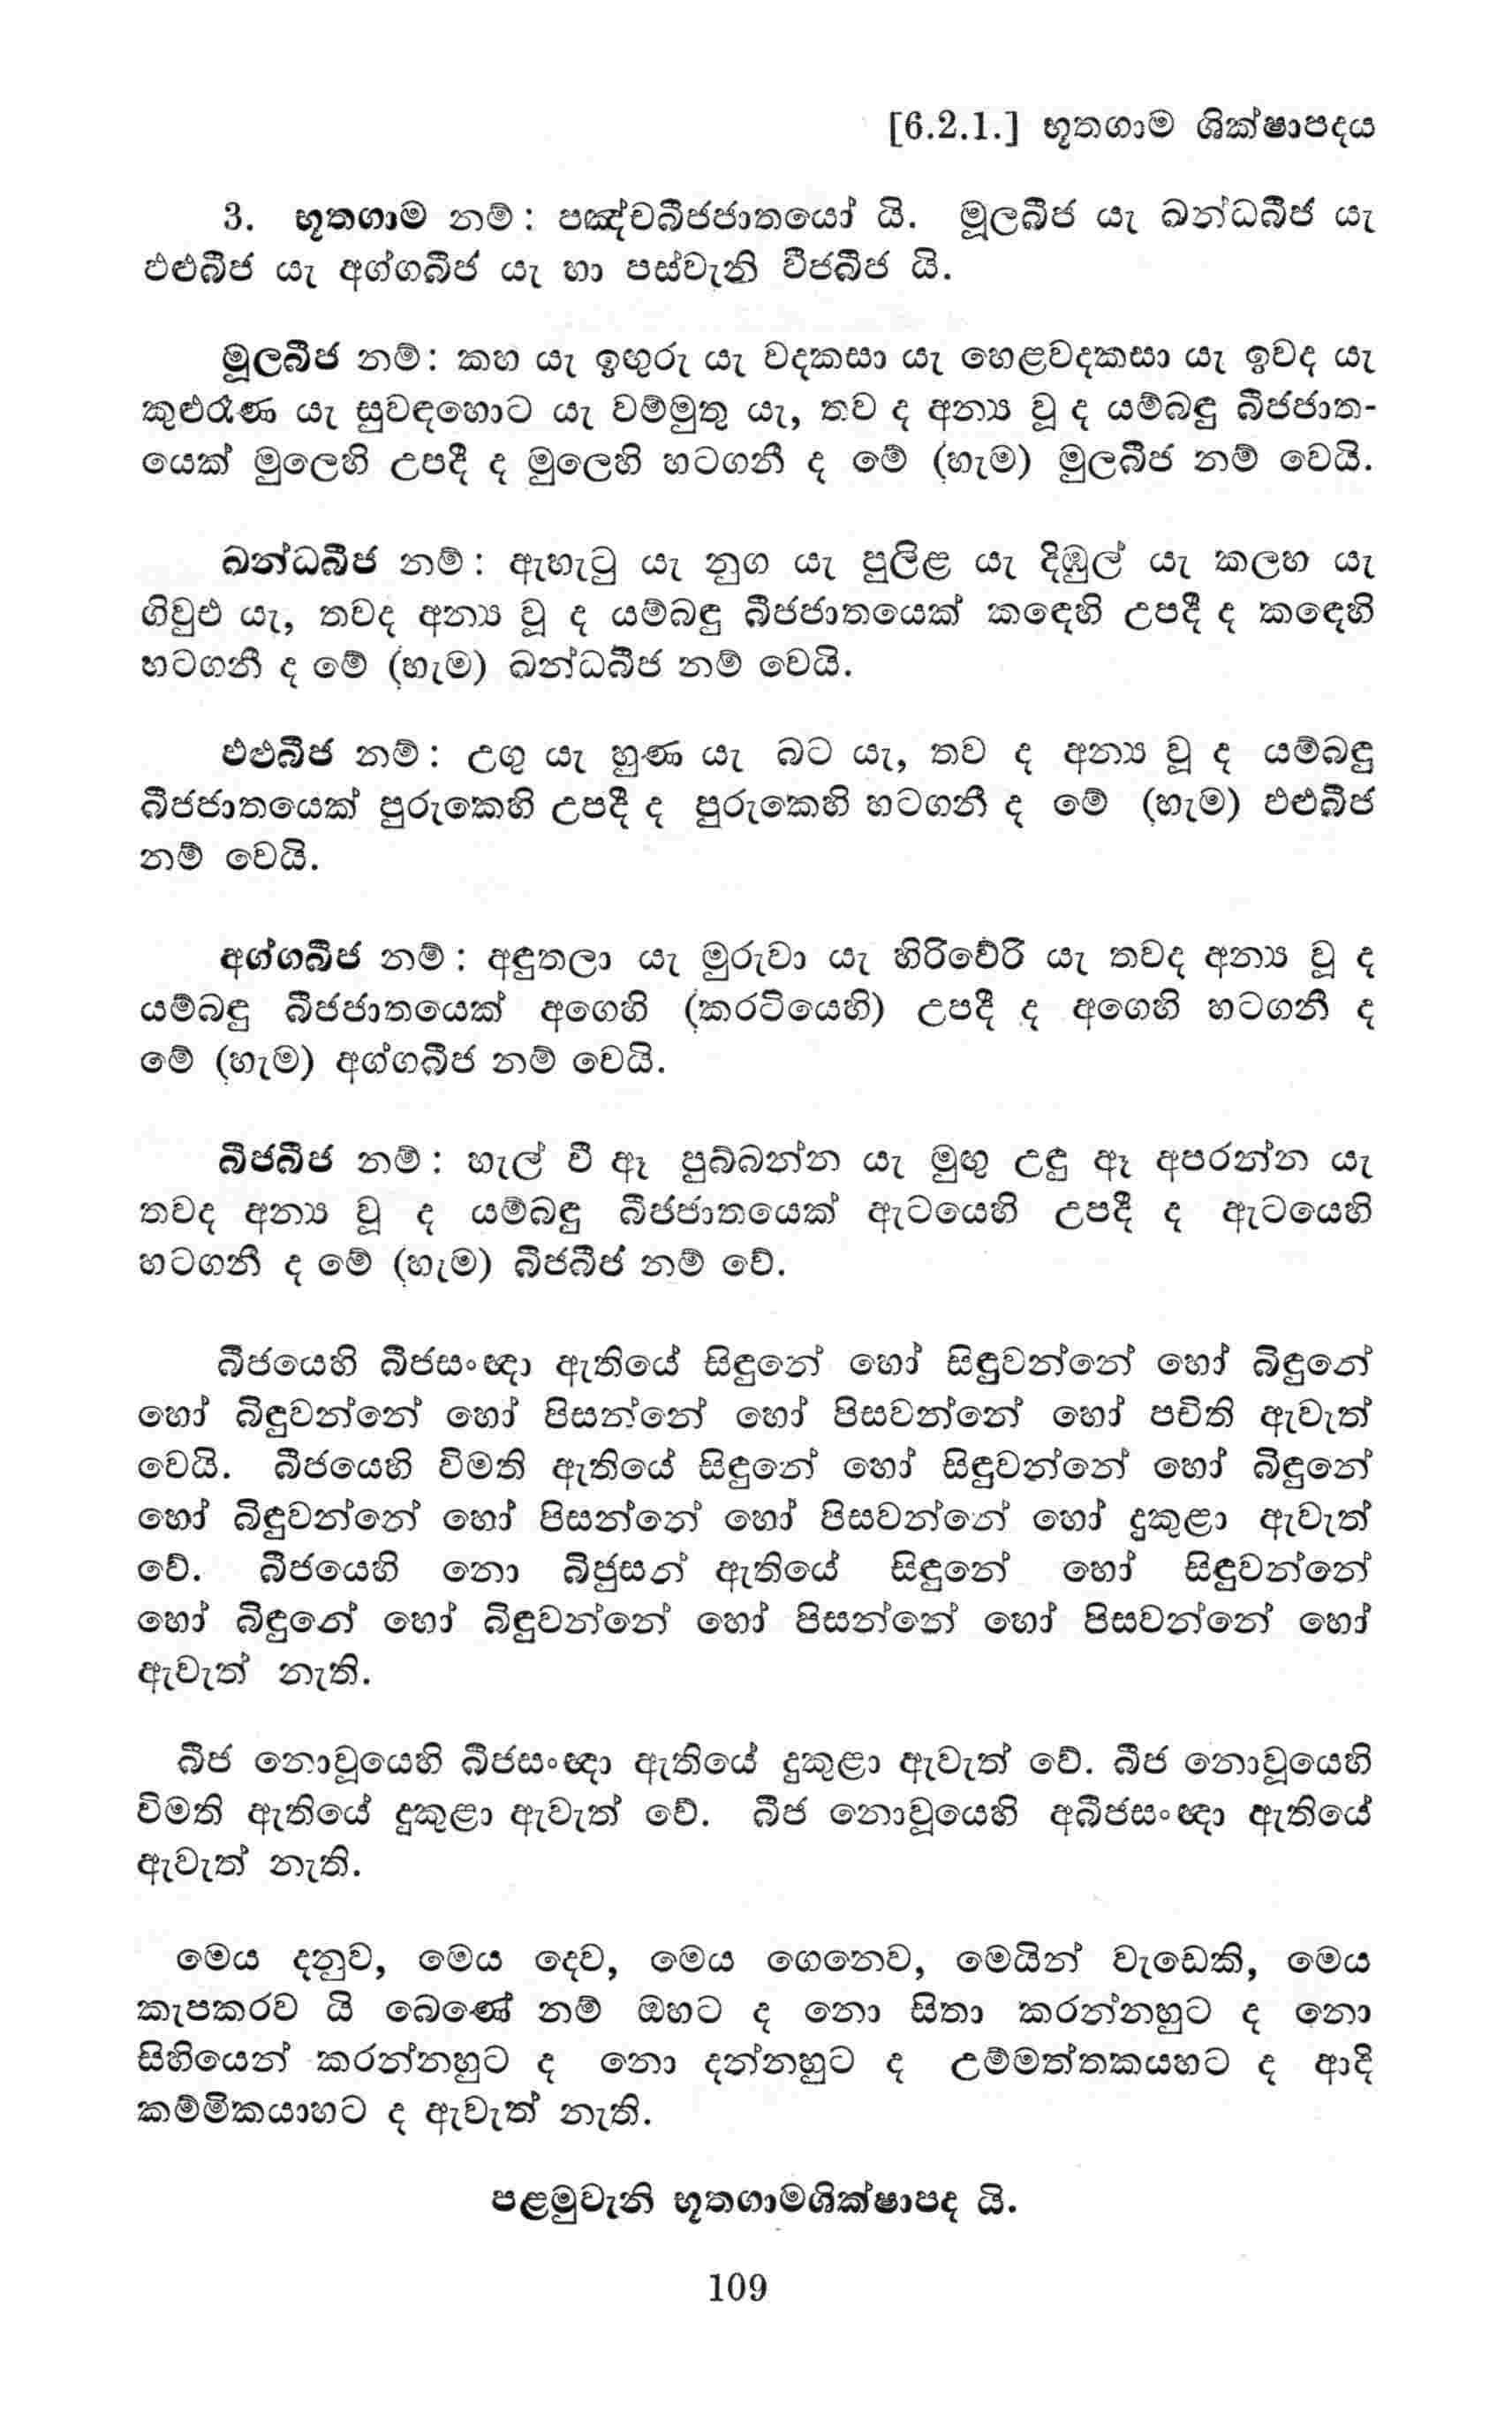 [6.2.1.] භූතගාම ශික්ෂාපදය
3. භූතගාම නම්: පඤ්චබීජජාතයෝ යි. මූලබීජ යැ ඛන්ධබීජ යැ
ඵළුබීජ යැ අග්ගබීජ යැ හා පස්වැනි වීජබීජ යි.
මූලබීජ නම්: කහ යැ ඉඟුරු යැ වදකසා යැ හෙළවදකසා යැ ඉවද යැ
කුළුරෑණ යැ සුවඳහොට යැ වම්මුතු යැ, තව ද අන්‍ය වූ ද යම්බඳු බීජජාත-
යෙක් මුලෙහි උපදී ද මුලෙහි හටගනී ද මේ (හැම) මුලබීජ නම් වෙයි.
ඛන්ධබීජ නම්: ඇහැටු යැ නුග යැ පුලිළ යැ දිඹුල් යැ කලහ යැ
ගිවුඵ යැ, තවද අන්‍ය වූ ද යම්බඳු බීජජාතයෙක් කඳෙහි උපදී ද කඳෙහි
හටගනී ද මේ (හැම) ඛන්ධබීජ නම් වෙයි.
ඵළුබීජ නම්: උගු යැ හුණ යැ බට යැ, තව ද අන්‍ය වූ ද යම්බඳු
බීජජාතයෙක් පුරුකෙහි උපදී ද පුරුකෙහි හටගනී ද මේ (හැම) ඵළුබීජ
නම් වෙයි.
අග්ගබීජ නම්: අඳුතලා යැ මුරුවා යැ හිරිවේරි යැ තවද අන්‍ය වූ ද
යම්බඳු බීජජාතයෙක් අගෙහි (කරටියෙහි) උපදී ද අගෙහි හටගනී ද
මේ (හැම) අග්ගබීජ නම් වෙයි.
බීජබීජ නම්: හැල් වී ඈ පුබ්බන්න යැ මුඟු උඳු ඈ අපරන්න යැ
තවද අන්‍ය වූ ද යම්බඳු බීජජාතයෙක් ඇටයෙහි උපදී ද ඇටයෙහි
හටගනී ද මේ (හැම) බීජබීජ නම් වේ.
බීජයෙහි බීජසංඥා ඇතියේ සිඳුනේ හෝ සිඳුවන්නේ හෝ බිඳුනේ
හෝ බිඳුවන්නේ හෝ පිසන්නේ හෝ පිසවන්නේ හෝ පචිති ඇවැත්
වෙයි. බීජයෙහි විමති ඇතියේ සිඳුනේ හෝ සිඳුවන්නේ හෝ බිඳුනේ
හෝ බිඳුවන්නේ හෝ පිසන්නේ හෝ පිසවන්නේ හෝ දුකුළා ඇවැත්
වේ. බීජයෙහි නො බිජුසන් ඇතියේ සිඳුනේ හෝ සිඳුවන්නේ
හෝ බිඳුනේ හෝ බිඳුවන්නේ හෝ පිසන්නේ හෝ පිසවන්නේ හෝ
ඇවැත් නැති.
බීජ නොවූයෙහි බීජසංඥා ඇතියේ දුකුළා ඇවැත් වේ. බීජ නොවූයෙහි
විමති ඇතියේ දුකුළා ඇවැත් වේ. බීජ නොවූයෙහි අබීජසංඥා ඇතියේ
ඇවැත් නැති.
මෙය දනුව, මෙය දෙව, මෙය ගෙනෙව, මෙයින් වැඩෙකි, මෙය
කැපකරව යි බෙණේ නම් ඔහට ද නො සිතා කරන්නහුට ද නො
සිහියෙන් කරන්නහුට ද නො දන්නහුට ද උම්මත්තකයහට ද ආදි
කම්මිකයාහට ද ඇවැත් නැති.
පළමුවැනි භූතගාමශික්ෂාපද යි.
109